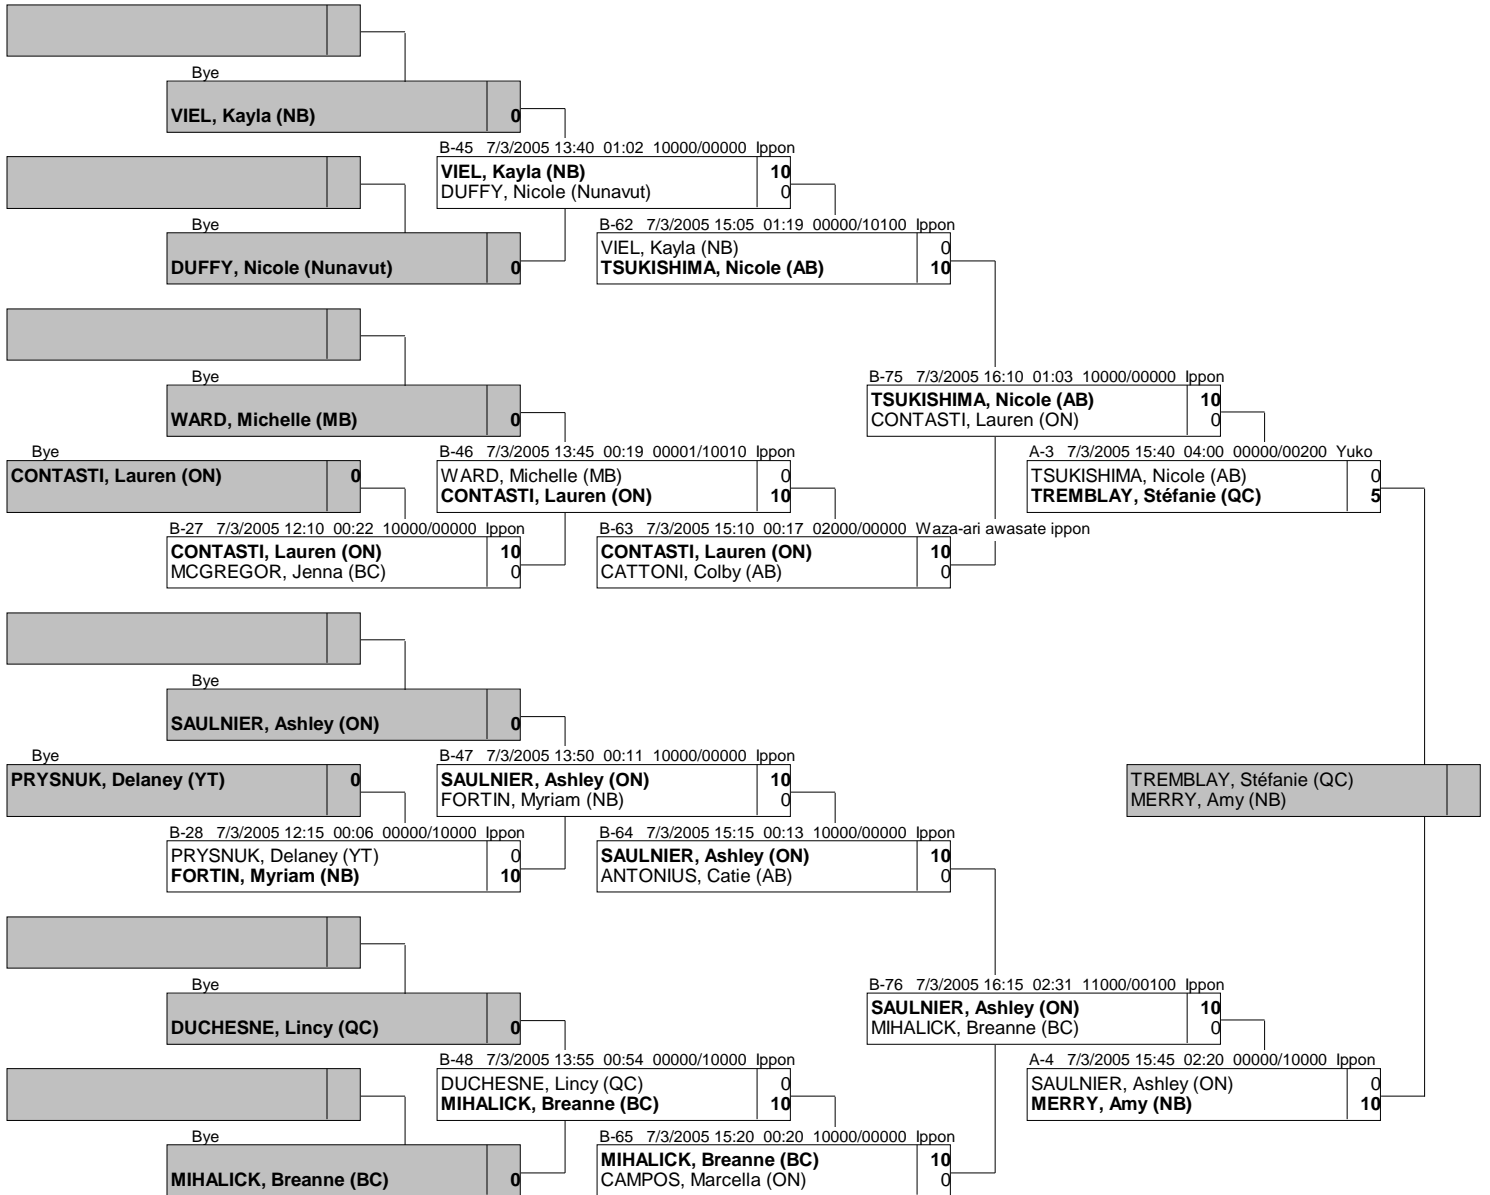 Bye
VIEL, Kayla (NB) 0
B-45 7/3/2005 13:40 01:02 10000/00000 Ippon
VIEL, Kayla (NB) 10
DUFFY, Nicole (Nunavut) 0
Bye
DUFFY, Nicole (Nunavut) 0
B-62 7/3/2005 15:05 01:19 00000/10100 Ippon
VIEL, Kayla (NB) 0
TSUKISHIMA, Nicole (AB) 10
Bye
WARD, Michelle (MB) 0
B-75 7/3/2005 16:10 01:03 10000/00000 Ippon
TSUKISHIMA, Nicole (AB) 10
CONTASTI, Lauren (ON) 0
Bye
CONTASTI, Lauren (ON) 0
B-46 7/3/2005 13:45 00:19 00001/10010 Ippon
WARD, Michelle (MB) 0
CONTASTI, Lauren (ON) 10
A-3 7/3/2005 15:40 04:00 00000/00200 Yuko
TSUKISHIMA, Nicole (AB) 0
TREMBLAY, Stéfanie (QC) 5
B-27 7/3/2005 12:10 00:22 10000/00000 Ippon
CONTASTI, Lauren (ON) 10
MCGREGOR, Jenna (BC) 0
B-63 7/3/2005 15:10 00:17 02000/00000 Waza-ari awasate ippon
CONTASTI, Lauren (ON) 10
CATTONI, Colby (AB) 0
Bye
SAULNIER, Ashley (ON) 0
Bye
PRYSNUK, Delaney (YT) 0
B-47 7/3/2005 13:50 00:11 10000/00000 Ippon
SAULNIER, Ashley (ON) 10
FORTIN, Myriam (NB) 0
TREMBLAY, Stéfanie (QC)
MERRY, Amy (NB)
B-28 7/3/2005 12:15 00:06 00000/10000 Ippon
PRYSNUK, Delaney (YT) 0
FORTIN, Myriam (NB) 10
B-64 7/3/2005 15:15 00:13 10000/00000 Ippon
SAULNIER, Ashley (ON) 10
ANTONIUS, Catie (AB) 0
Bye
DUCHESNE, Lincy (QC) 0
B-76 7/3/2005 16:15 02:31 11000/00100 Ippon
SAULNIER, Ashley (ON) 10
MIHALICK, Breanne (BC) 0
B-48 7/3/2005 13:55 00:54 00000/10000 Ippon
DUCHESNE, Lincy (QC) 0
MIHALICK, Breanne (BC) 10
A-4 7/3/2005 15:45 02:20 00000/10000 Ippon
SAULNIER, Ashley (ON) 0
MERRY, Amy (NB) 10
Bye
MIHALICK, Breanne (BC) 0
B-65 7/3/2005 15:20 00:20 10000/00000 Ippon
MIHALICK, Breanne (BC) 10
CAMPOS, Marcella (ON) 0